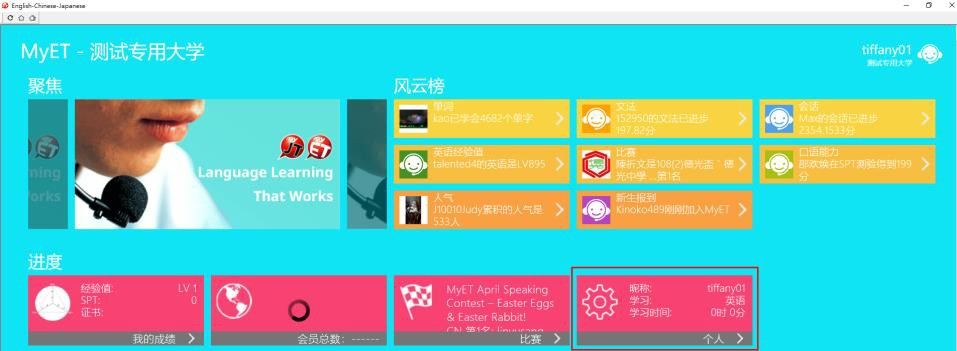 English-Chinese-Japanese
MyET - 测试专用大学
tiffany01
测试专用大学
聚焦
风云榜
Language Learning
That Works
单词
kao已学会4682个单字
文法
152950的文法已进步
197.82分
会话
Max的会话已进步
2354.1533分
英语经验值
talented4的英语是LV895
比赛
陳祈文是108(2)德光盃~德
光中學 ...第1名
口语能力
邵欢焕在SPT测验得到199
分
人气
J10010Judy累积的人气是
533人
新生报到
Kinoko489刚刚加入MyET
进度
经验值: LV 1
SPT: 0
证书:
我的成绩
会员总数: ------
MyET April Speaking
Contest – Easter Eggs
& Easter Rabbit!
CN 第1名: linyusang
比赛
昵称: tiffany01
学习: 英语
学习时间: 0时 0分
个人